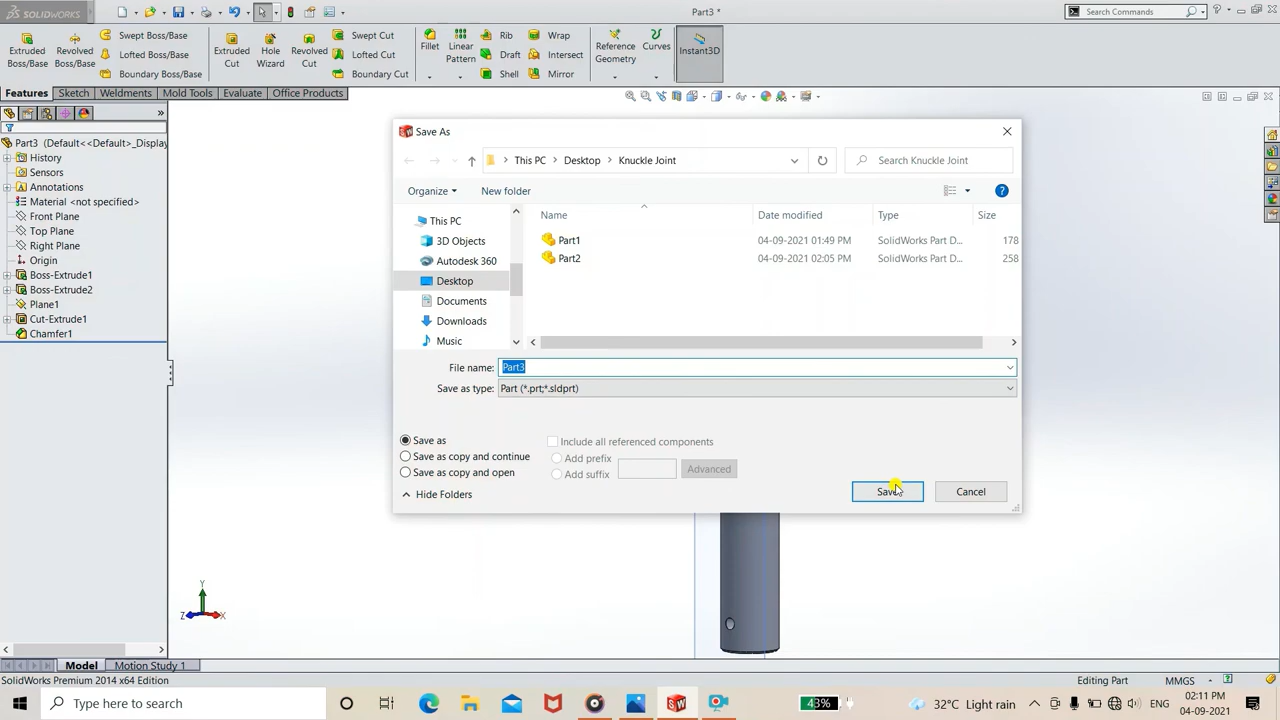 SOLIDWORKS
Part3 *
Search Commands
Extruded Boss/Base
Revolved Boss/Base
Swept Boss/Base
Lofted Boss/Base
Boundary Boss/Base
Extruded Cut
Hole Wizard
Revolved Cut
Swept Cut
Lofted Cut
Boundary Cut
Fillet
Linear Pattern
Rib
Draft
Shell
Wrap
Intersect
Mirror
Reference Geometry
Curves
Instant3D
Features
Sketch
Weldments
Mold Tools
Evaluate
Office Products
Part3 (Default<<Default>_Display
History
Sensors
Annotations
Material <not specified>
Front Plane
Top Plane
Right Plane
Origin
Boss-Extrude1
Boss-Extrude2
Plane1
Cut-Extrude1
Chamfer1
Save As
This PC > Desktop > Knuckle Joint
Search Knuckle Joint
Organize
New folder
This PC
3D Objects
Autodesk 360
Desktop
Documents
Downloads
Music
Name Date modified Type Size
Part1 04-09-2021 01:49 PM SolidWorks Part D... 178
Part2 04-09-2021 02:05 PM SolidWorks Part D... 258
File name: Part3
Save as type: Part (*.prt;*.sldprt)
Save as
Save as copy and continue
Save as copy and open
Include all referenced components
Add prefix
Add suffix
Advanced
Hide Folders
Save
Cancel
Y
Z
X
Model
Motion Study 1
SolidWorks Premium 2014 x64 Edition
Editing Part
MMGS
Type here to search
43%
32°C Light rain
ENG
02:11 PM
04-09-2021